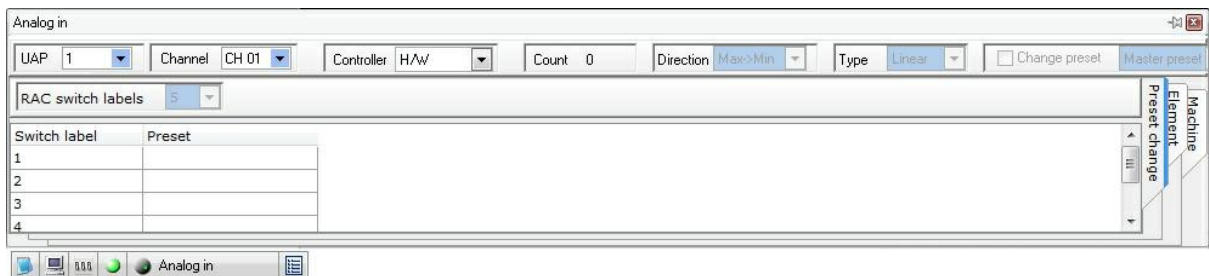 Analog in
UAP 1 Channel CH 01 Controller H/W Count 0 Direction Max->Min Type Linear Change preset Master preset
RAC switch labels 5
Switch label Preset
1
2
3
4
Preset change
Element
Machine
Analog in